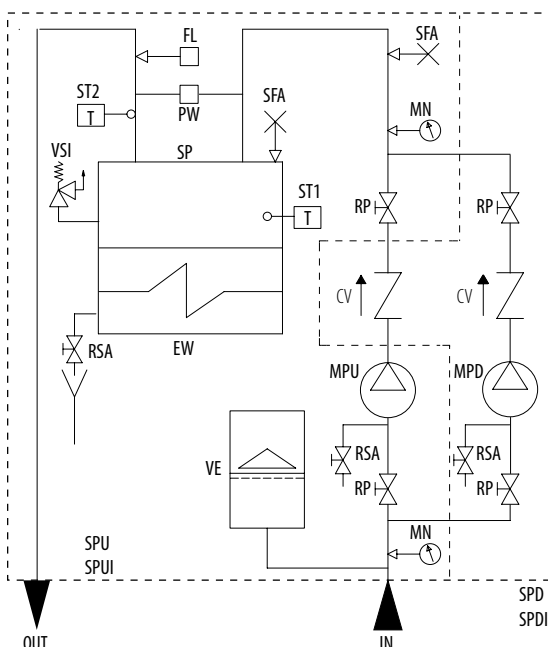 FL
SFA
ST2
T
PW
SFA
MN
VSI
SP
ST1
T
RP
RP
CV
CV
RSA
EW
MPU
MPD
VE
RSA
RSA
RP
RP
MN
SPU
SPUI
SPD
SPDI
OUT
IN